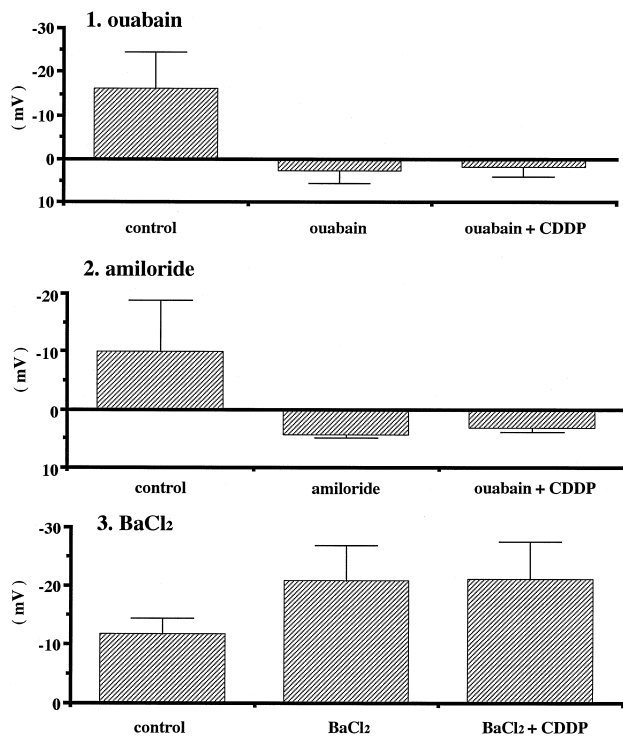 1. ouabain
-30
-20
-10
0
10
( mV )
control ouabain ouabain + CDDP
2. amiloride
-20
-10
0
10
( mV )
control amiloride ouabain + CDDP
3. BaCl₂
-30
-20
-10
0
( mV )
control BaCl₂ BaCl₂ + CDDP